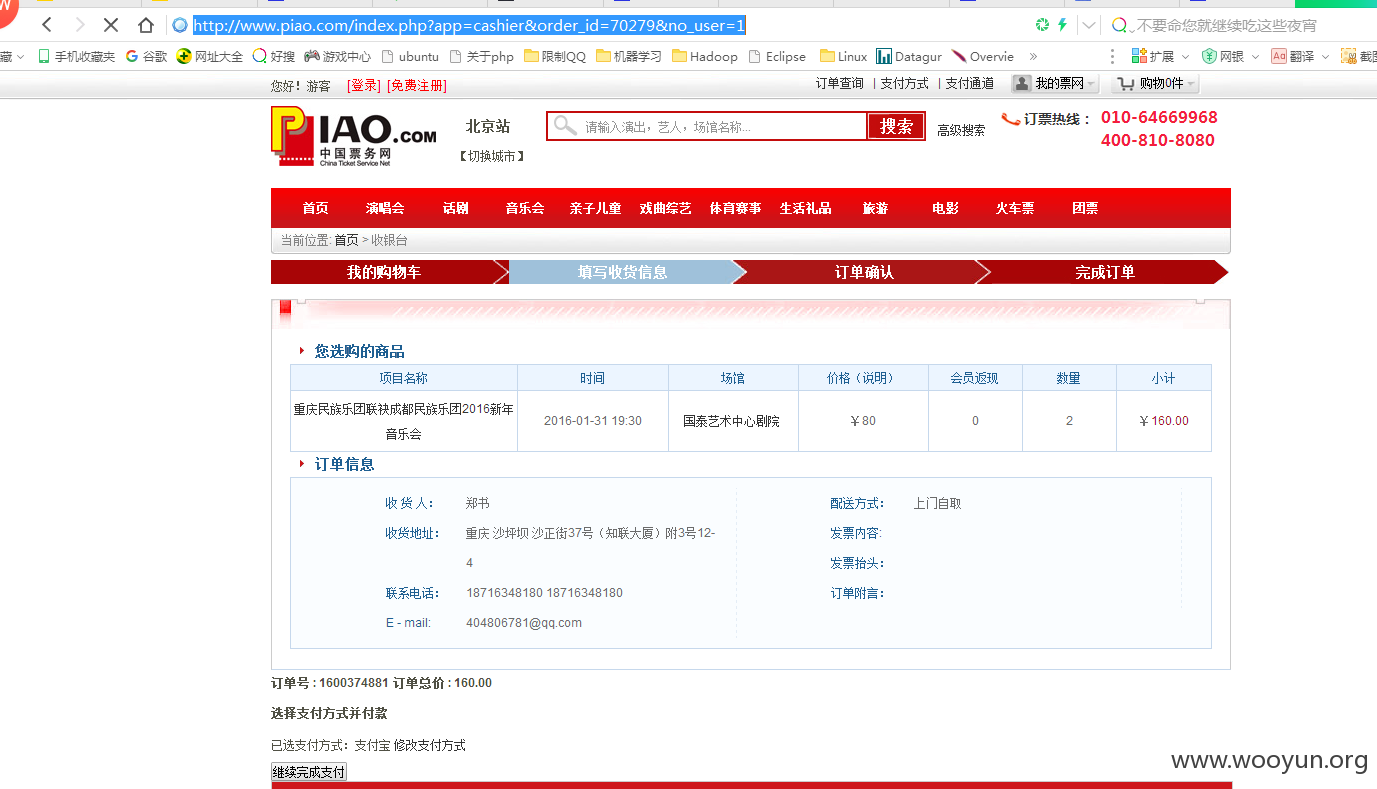 http://www.piao.com/index.php?app=cashier&order_id=70279&no_user=1
不要命您就继续吃这些夜宵
藏 手机收藏夹 谷歌 网址大全 好搜 游戏中心 ubuntu 关于php 限制QQ 机器学习 Hadoop Eclipse Linux Datagur Overvie » 扩展 网银 翻译 截图
您好！游客 [登录] [免费注册] 订单查询 | 支付方式 | 支付通道 我的票网 购物0件
PIAO.COM
中国票务网
China Ticket Service Net
北京站
【切换城市】
请输入演出，艺人，场馆名称...
搜索
高级搜索
订票热线： 010-64669968
400-810-8080
首页 演唱会 话剧 音乐会 亲子儿童 戏曲综艺 体育赛事 生活礼品 旅游 电影 火车票 团票
当前位置: 首页 > 收银台
我的购物车 填写收货信息 订单确认 完成订单
您选购的商品
项目名称 时间 场馆 价格（说明） 会员返现 数量 小计
重庆民族乐团联袂成都民族乐团2016新年音乐会 2016-01-31 19:30 国泰艺术中心剧院 ￥80 0 2 ￥160.00
订单信息
收 货 人： 郑书
收货地址： 重庆 沙坪坝 沙正街37号（知联大厦）附3号12-
4
联系电话： 18716348180 18716348180
E - mail: 404806781@qq.com
配送方式： 上门自取
发票内容:
发票抬头：
订单附言：
订单号 : 1600374881 订单总价 : 160.00
选择支付方式并付款
已选支付方式：支付宝 修改支付方式
继续完成支付
www.wooyun.org